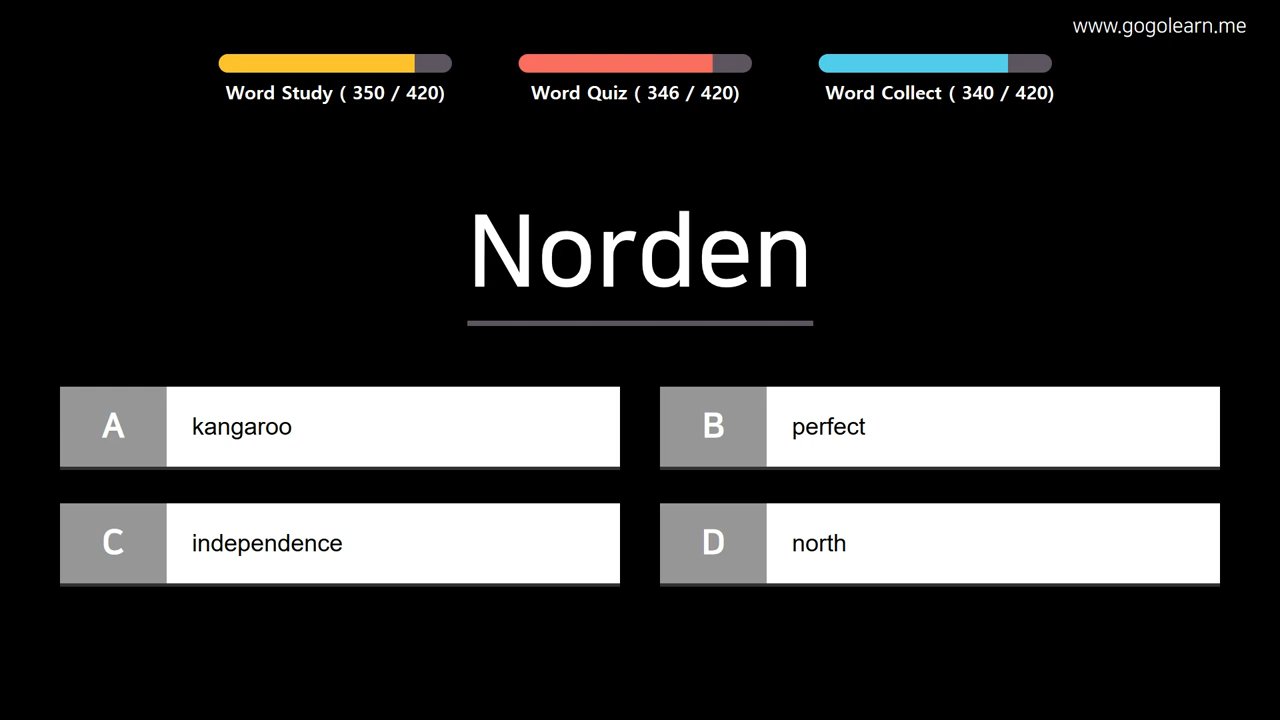 www.gogolearn.me
Word Study ( 350 / 420)
Word Quiz ( 346 / 420)
Word Collect ( 340 / 420)
Norden
A kangaroo
B perfect
C independence
D north